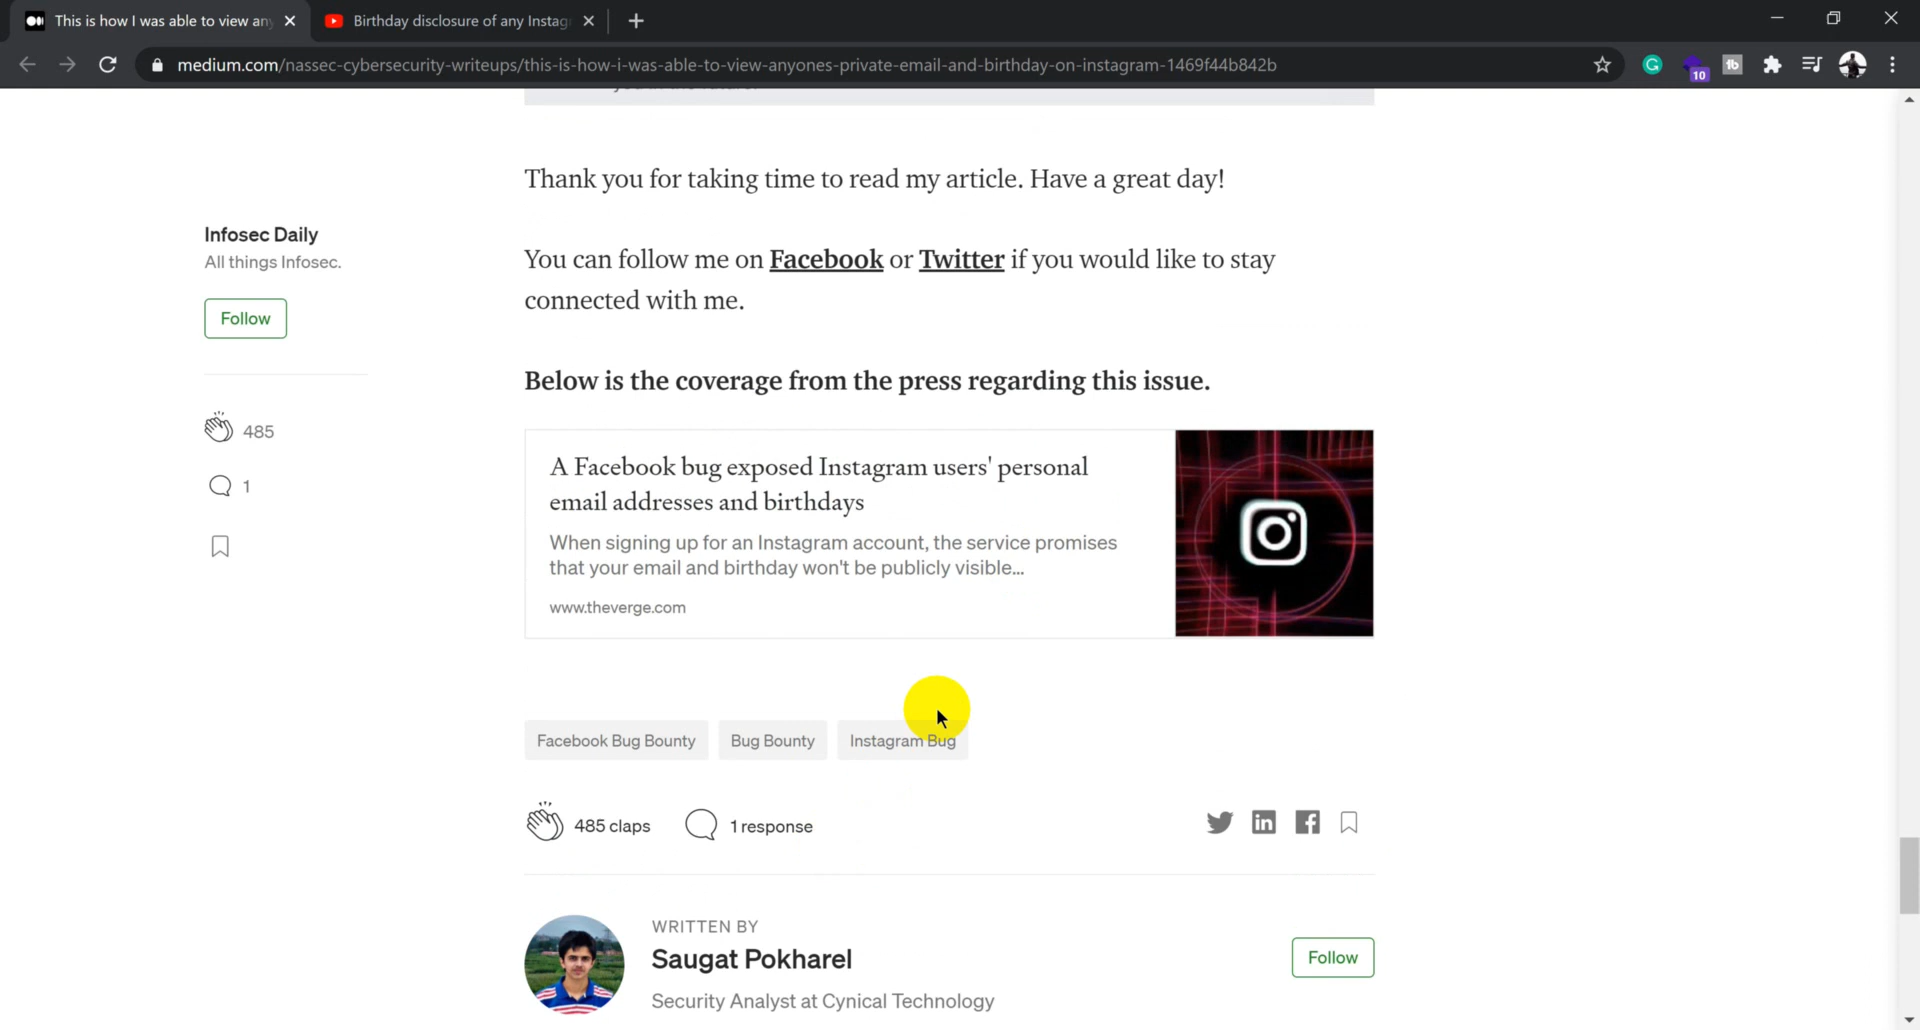 This is how I was able to view any
Birthday disclosure of any Instag
medium.com/nassec-cybersecurity-writeups/this-is-how-i-was-able-to-view-anyones-private-email-and-birthday-on-instagram-1469f44b842b
10
Thank you for taking time to read my article. Have a great day!
Infosec Daily
All things Infosec.
Follow
485
1
You can follow me on Facebook or Twitter if you would like to stay
connected with me.
Below is the coverage from the press regarding this issue.
A Facebook bug exposed Instagram users' personal
email addresses and birthdays
When signing up for an Instagram account, the service promises
that your email and birthday won't be publicly visible...
www.theverge.com
Facebook Bug Bounty
Bug Bounty
Instagram Bug
485 claps
1 response
WRITTEN BY
Saugat Pokharel
Security Analyst at Cynical Technology
Follow